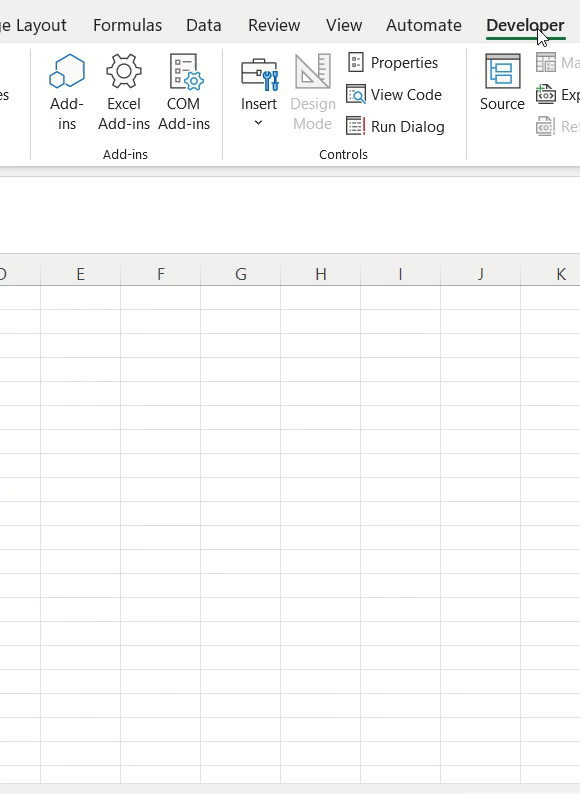 ge Layout Formulas Data Review View Automate Developer
es
Add-
ins
Excel
Add-ins
COM
Add-ins
Add-ins
Insert
Design
Mode
Properties
View Code
Run Dialog
Controls
Source
Ma
Exp
Ref
D E F G H I J K